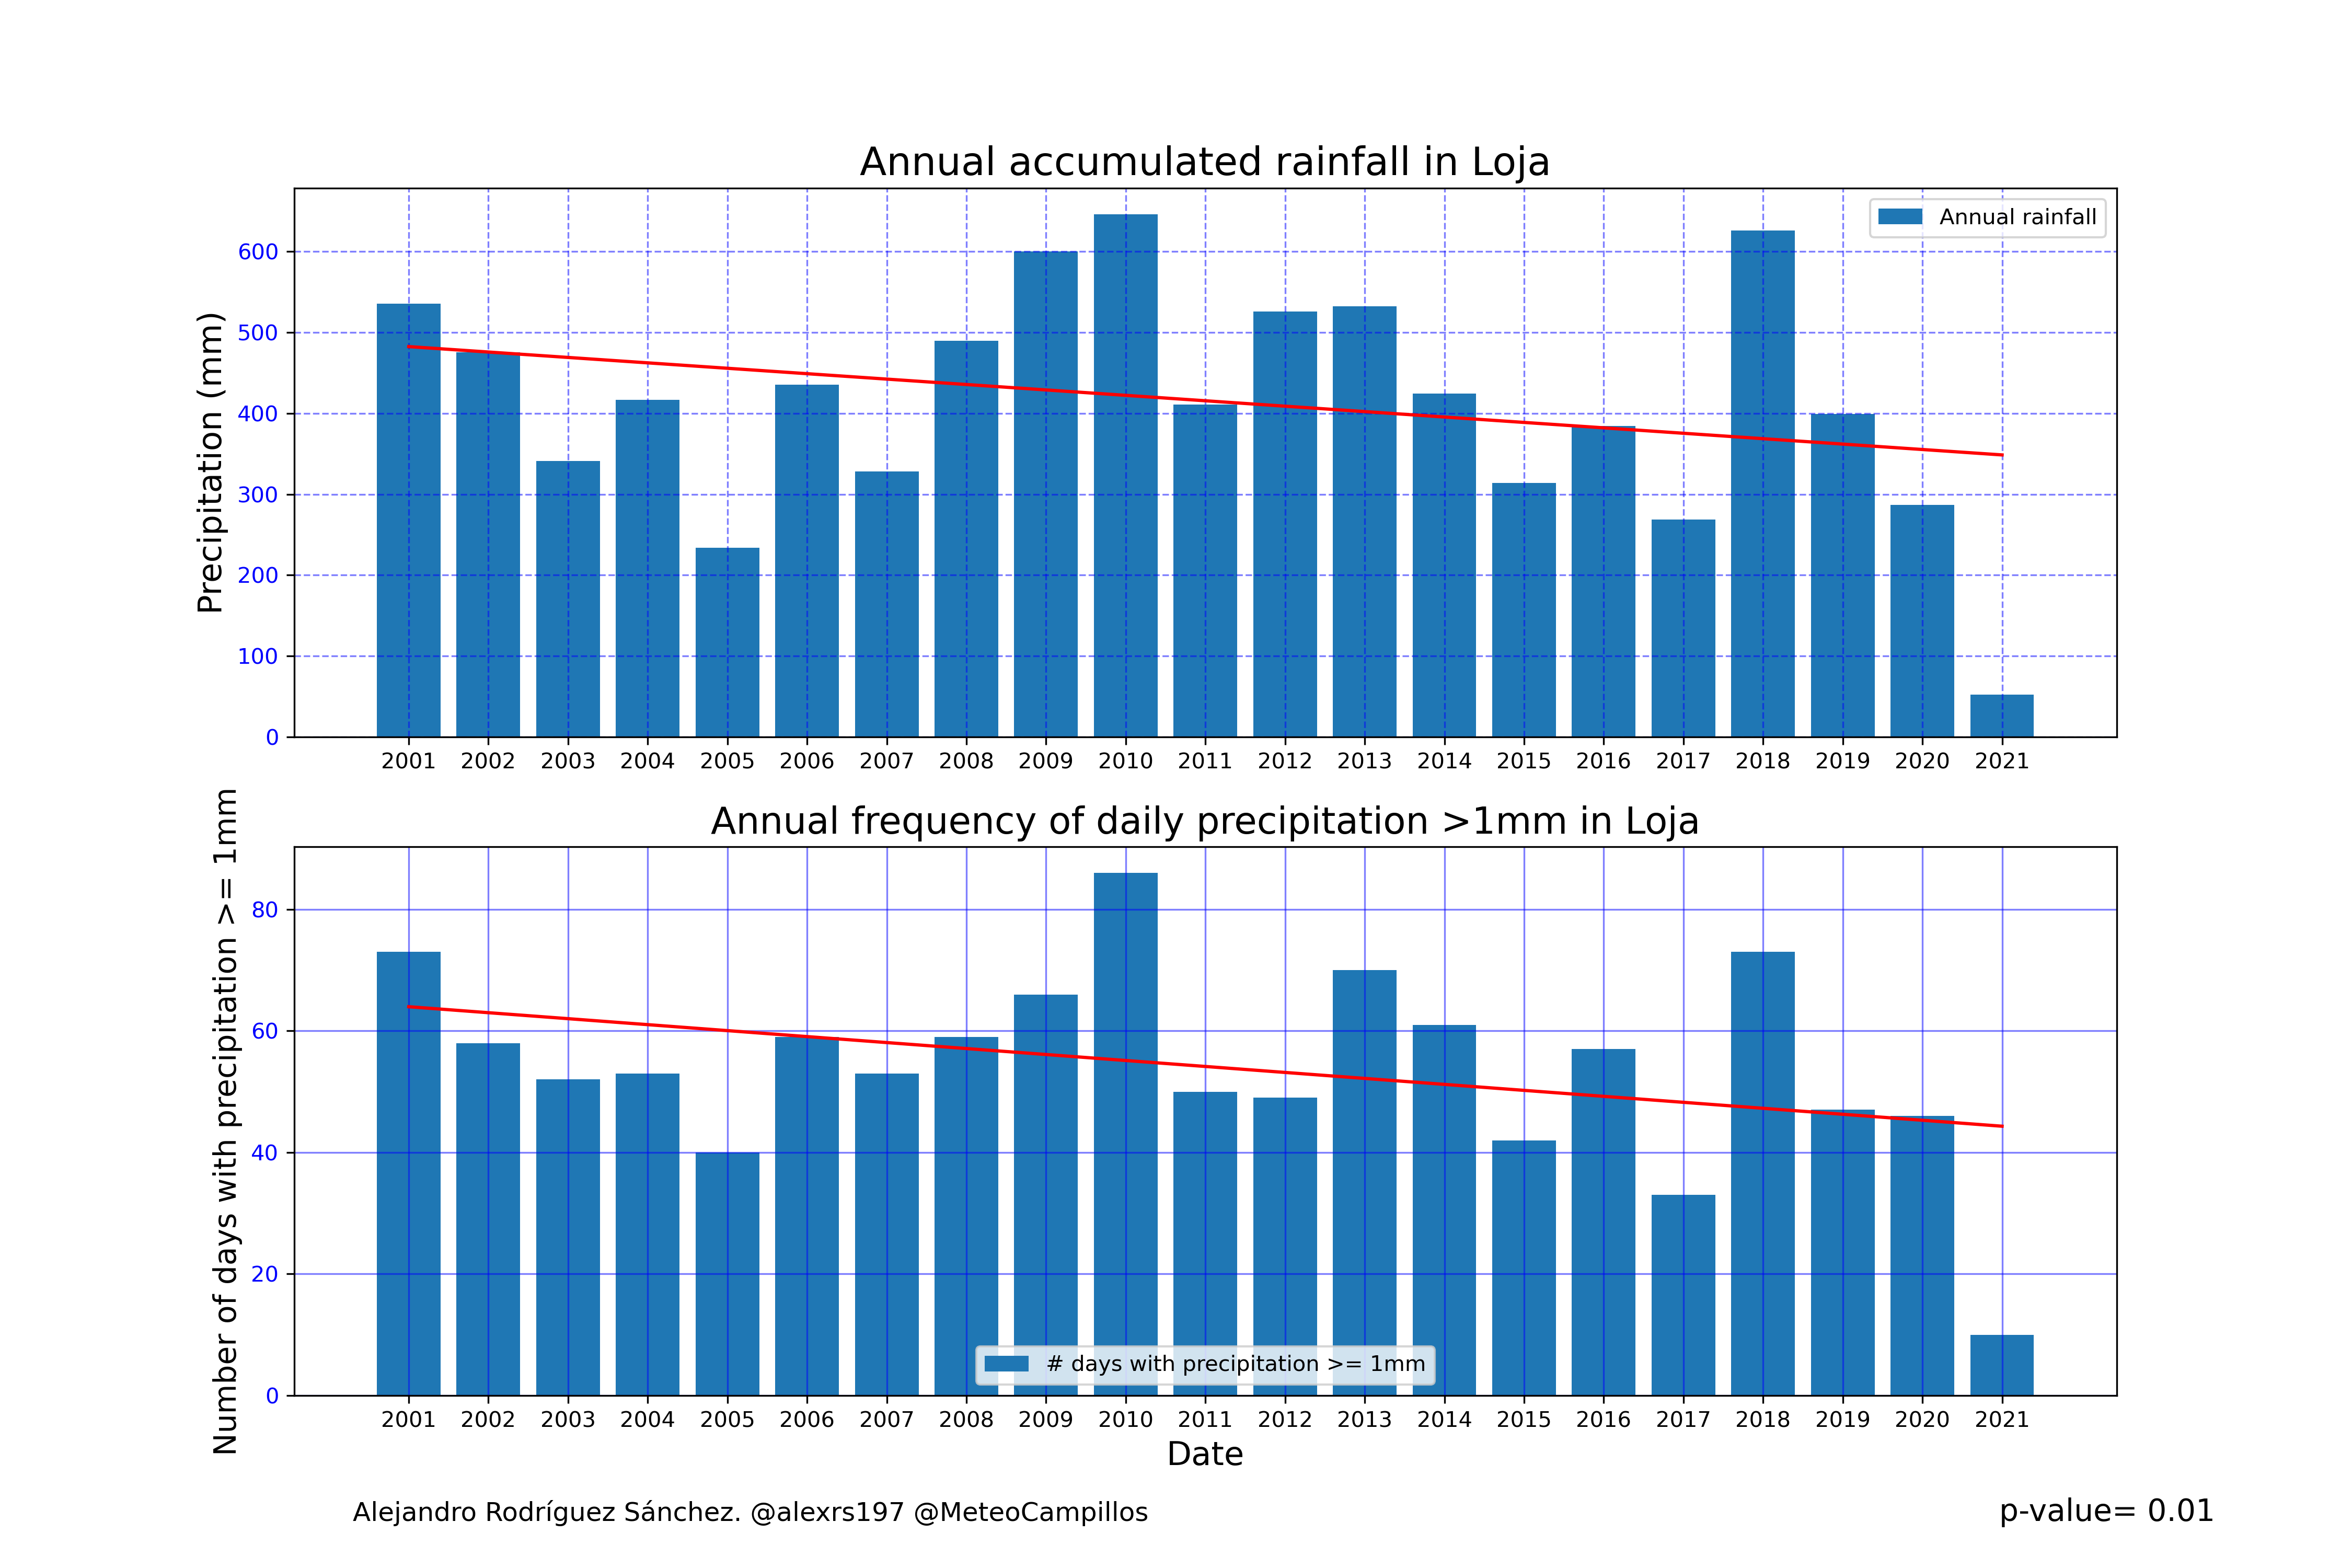 Annual accumulated rainfall in Loja
Annual rainfall
Precipitation (mm)
600
500
400
300
200
100
0
2001 2002 2003 2004 2005 2006 2007 2008 2009 2010 2011 2012 2013 2014 2015 2016 2017 2018 2019 2020 2021
Annual frequency of daily precipitation >1mm in Loja
Number of days with precipitation >= 1mm
80
60
40
20
0
# days with precipitation >= 1mm
2001 2002 2003 2004 2005 2006 2007 2008 2009 2010 2011 2012 2013 2014 2015 2016 2017 2018 2019 2020 2021
Date
Alejandro Rodríguez Sánchez. @alexrs197 @MeteoCampillos
p-value= 0.01